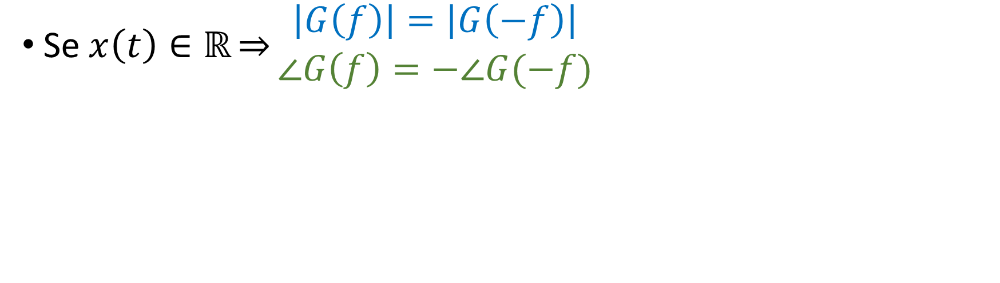 |G(f)| = |G(−f)|
• Se x(t) ∈ ℝ ⇒
∠G(f) = −∠G(−f)